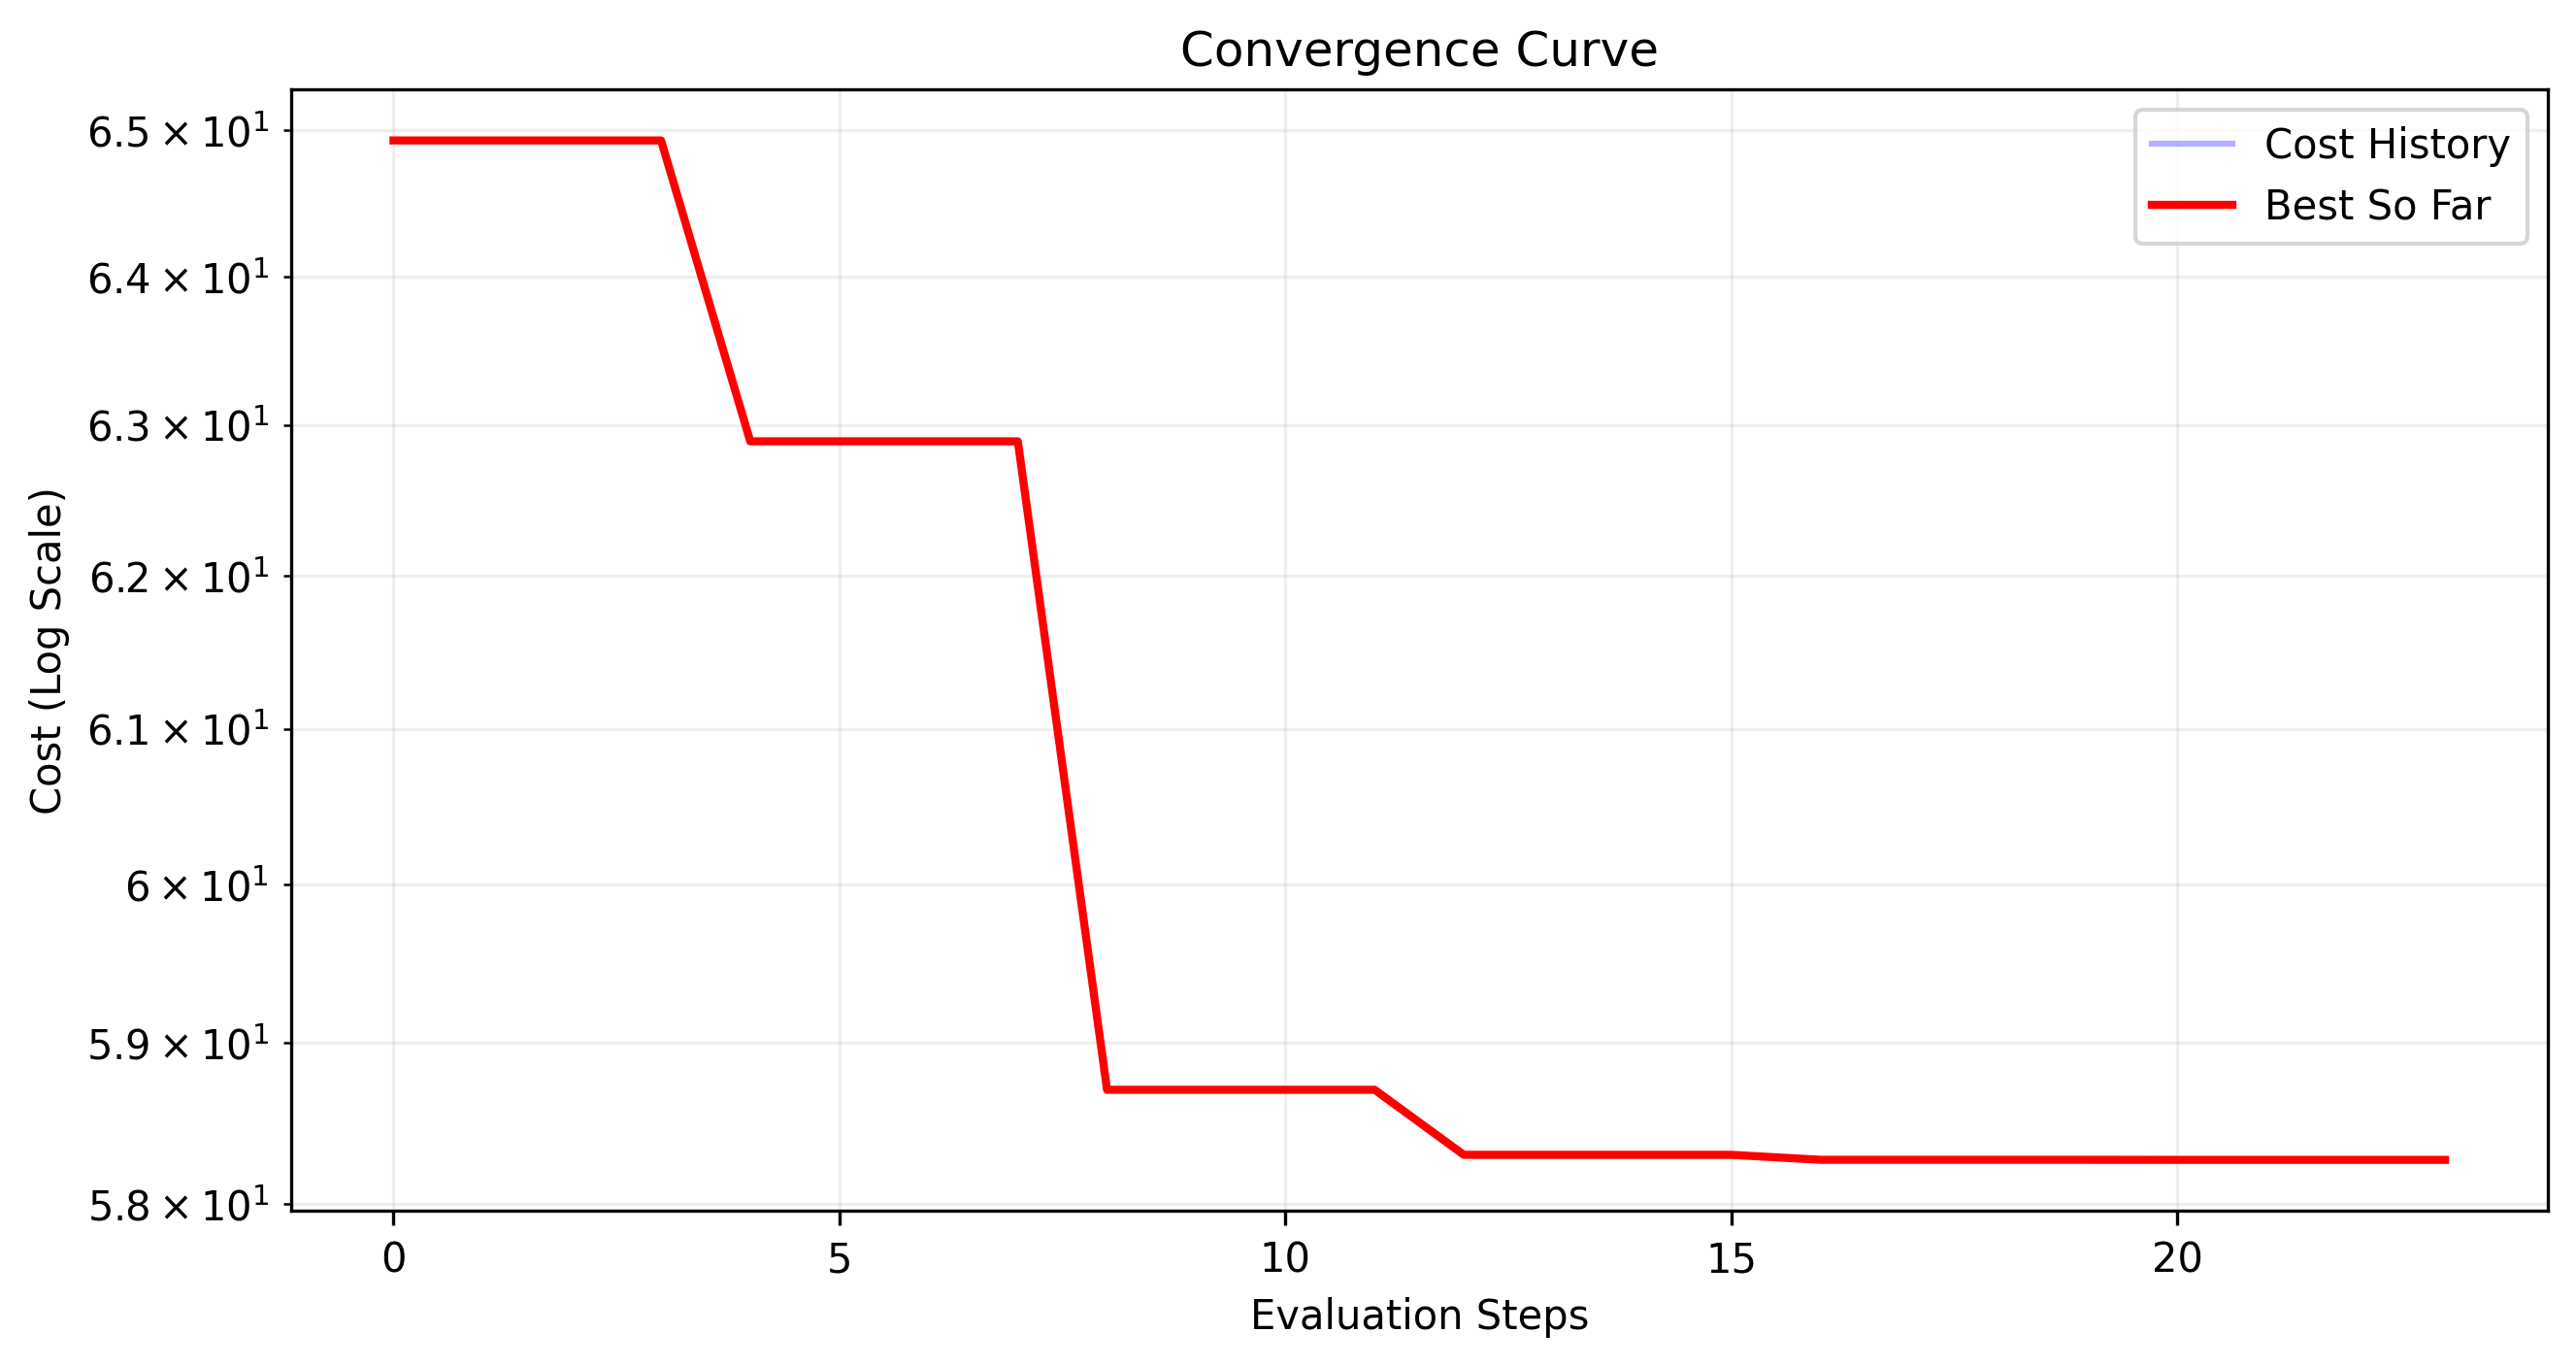 Convergence Curve
Cost History
Best So Far
6.5 × 10¹
6.4 × 10¹
6.3 × 10¹
6.2 × 10¹
6.1 × 10¹
6 × 10¹
5.9 × 10¹
5.8 × 10¹
Cost (Log Scale)
0 5 10 15 20
Evaluation Steps